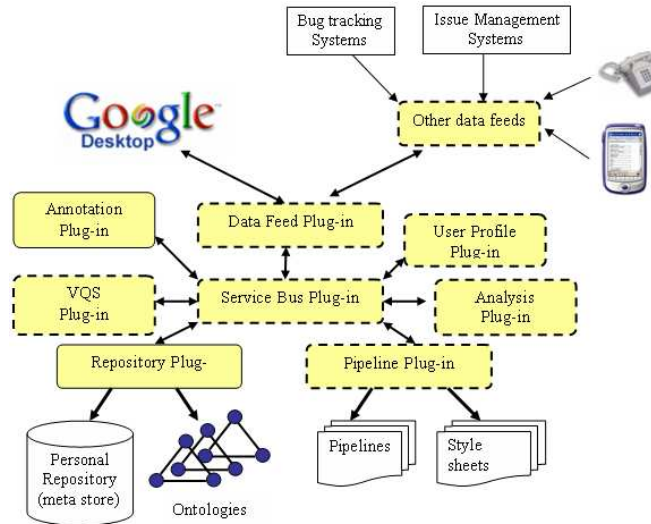 Bug tracking
Systems
Issue Management
Systems
Google
Desktop
Other data feeds
Annotation
Plug-in
Data Feed Plug-in
User Profile
Plug-in
VQS
Plug-in
Service Bus Plug-in
Analysis
Plug-in
Repository Plug-
Pipeline Plug-in
Personal
Repository
(meta store)
Ontologies
Pipelines
Style
sheets